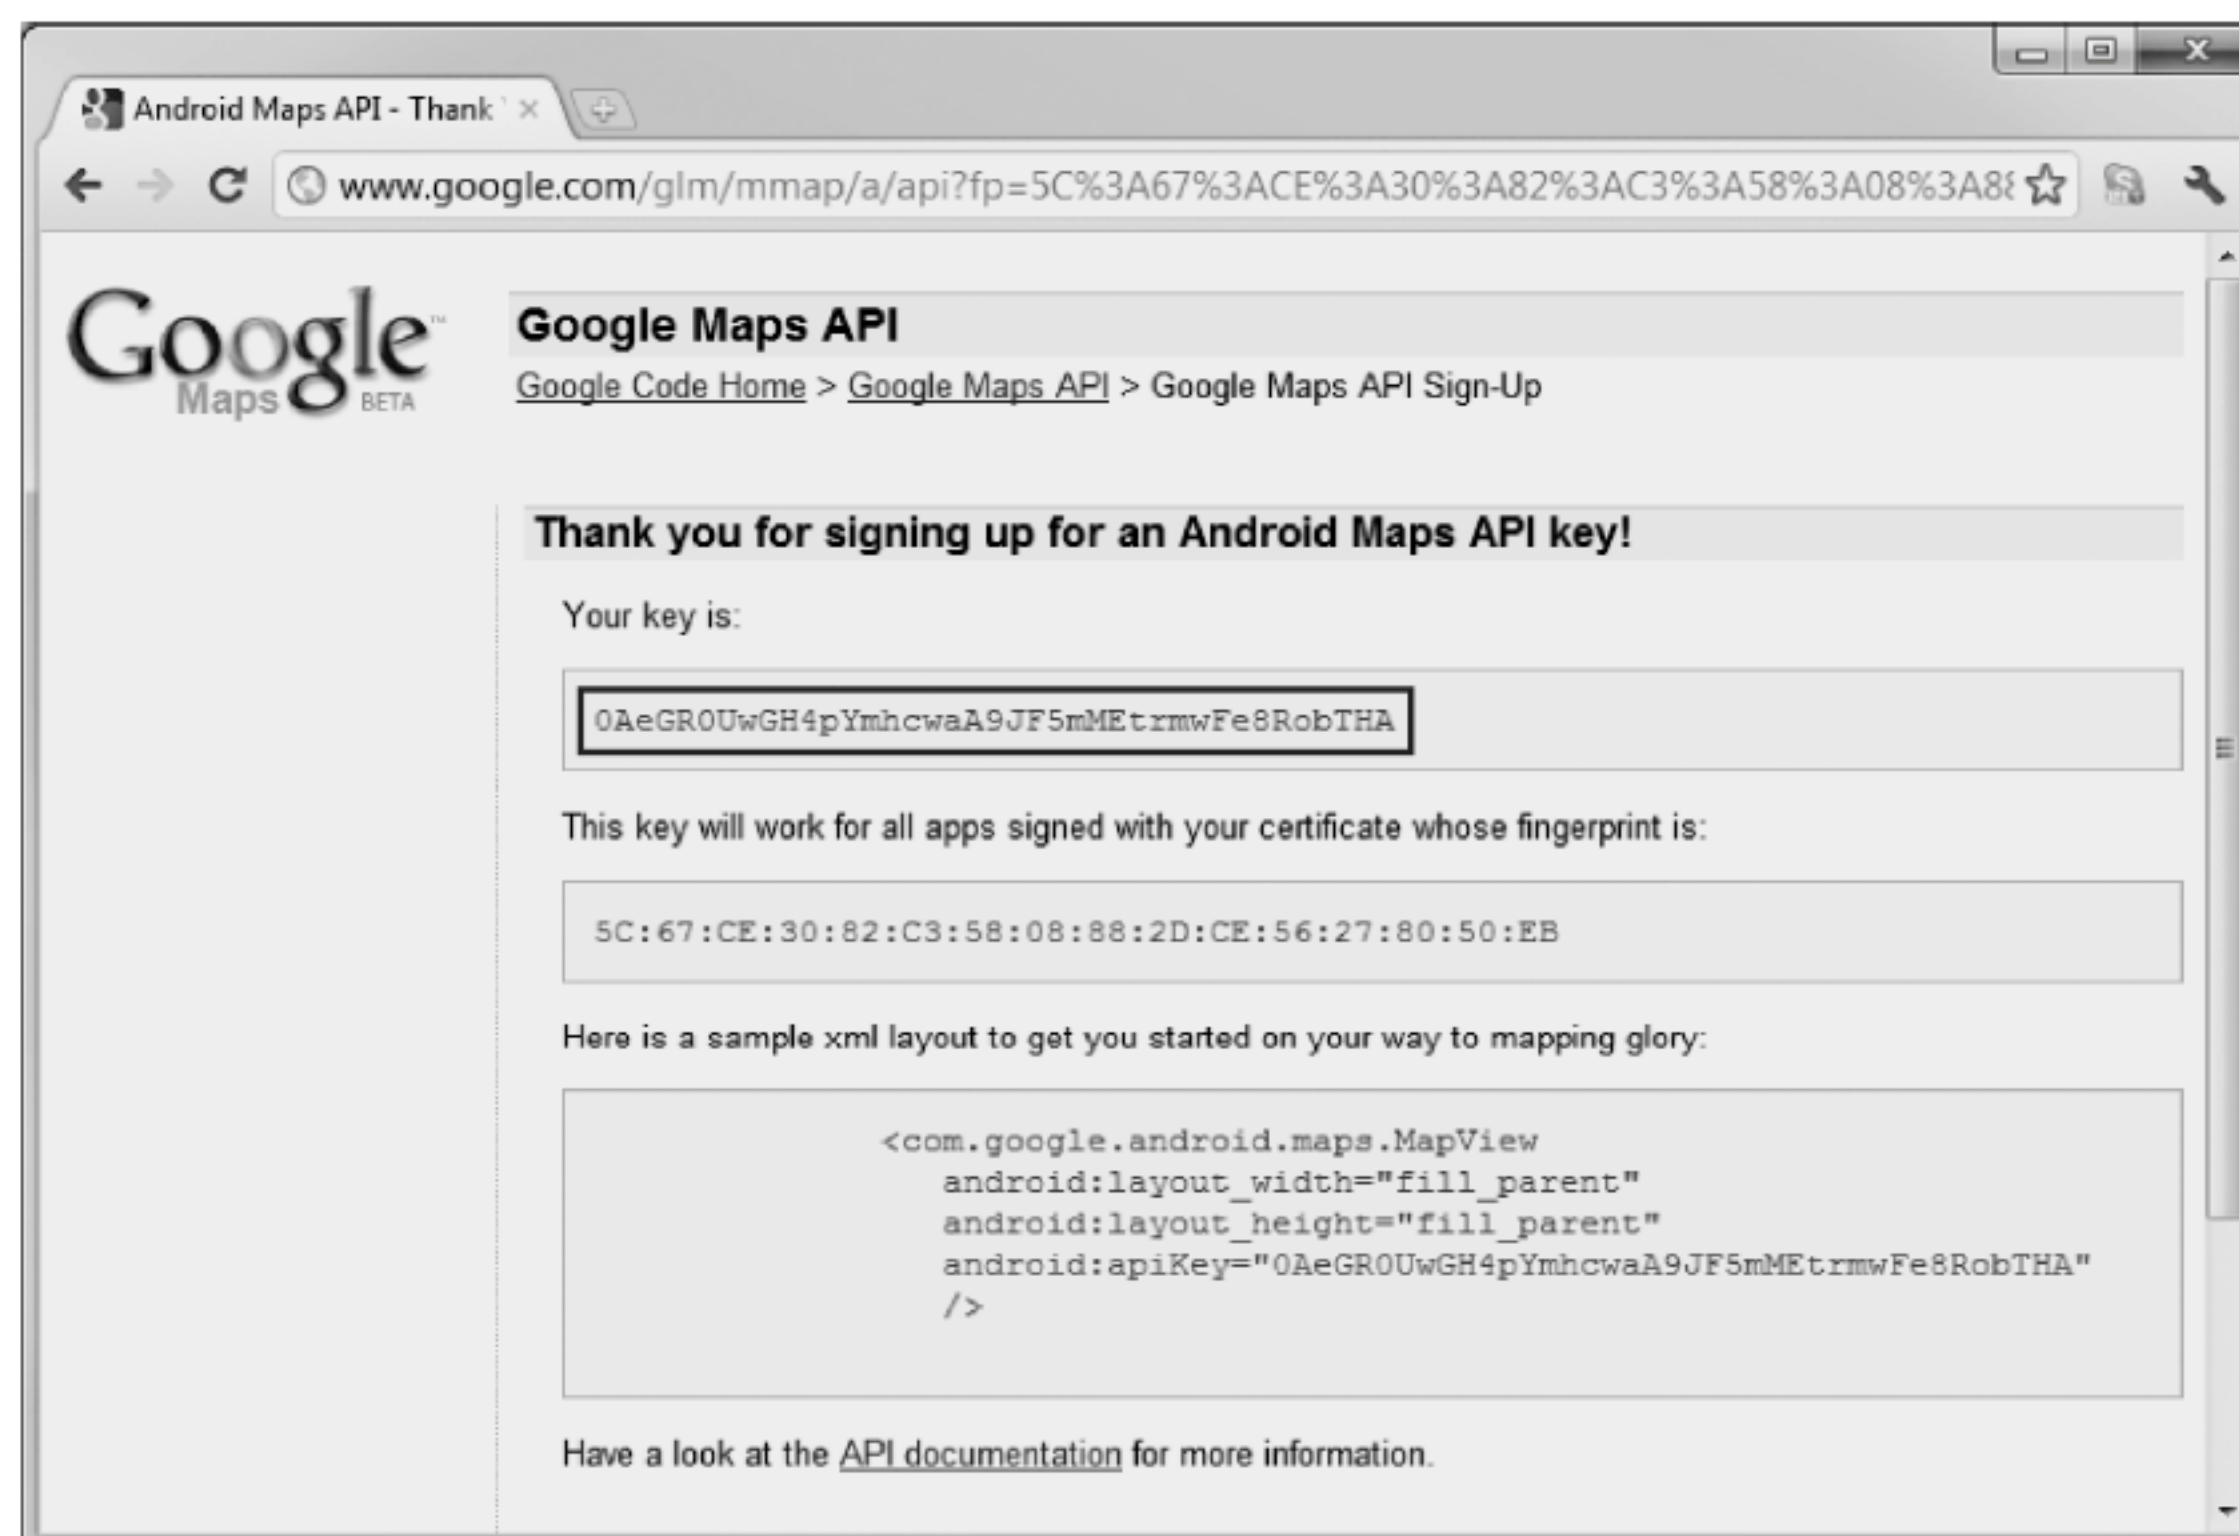 Android Maps API - Thank
www.google.com/glm/mmap/a/api?fp=5C%3A67%3ACE%3A30%3A82%3AC3%3A58%3A08%3A88
Google™
Maps BETA
Google Maps API
Google Code Home > Google Maps API > Google Maps API Sign-Up
Thank you for signing up for an Android Maps API key!
Your key is:
0AeGR0UwGH4pYmhcwaA9JF5mMEtrmwFe8RobTHA
This key will work for all apps signed with your certificate whose fingerprint is:
5C:67:CE:30:82:C3:58:08:88:2D:CE:56:27:80:50:EB
Here is a sample xml layout to get you started on your way to mapping glory:
<com.google.android.maps.MapView
android:layout_width="fill_parent"
android:layout_height="fill_parent"
android:apiKey="0AeGR0UwGH4pYmhcwaA9JF5mMEtrmwFe8RobTHA"
/>
Have a look at the API documentation for more information.